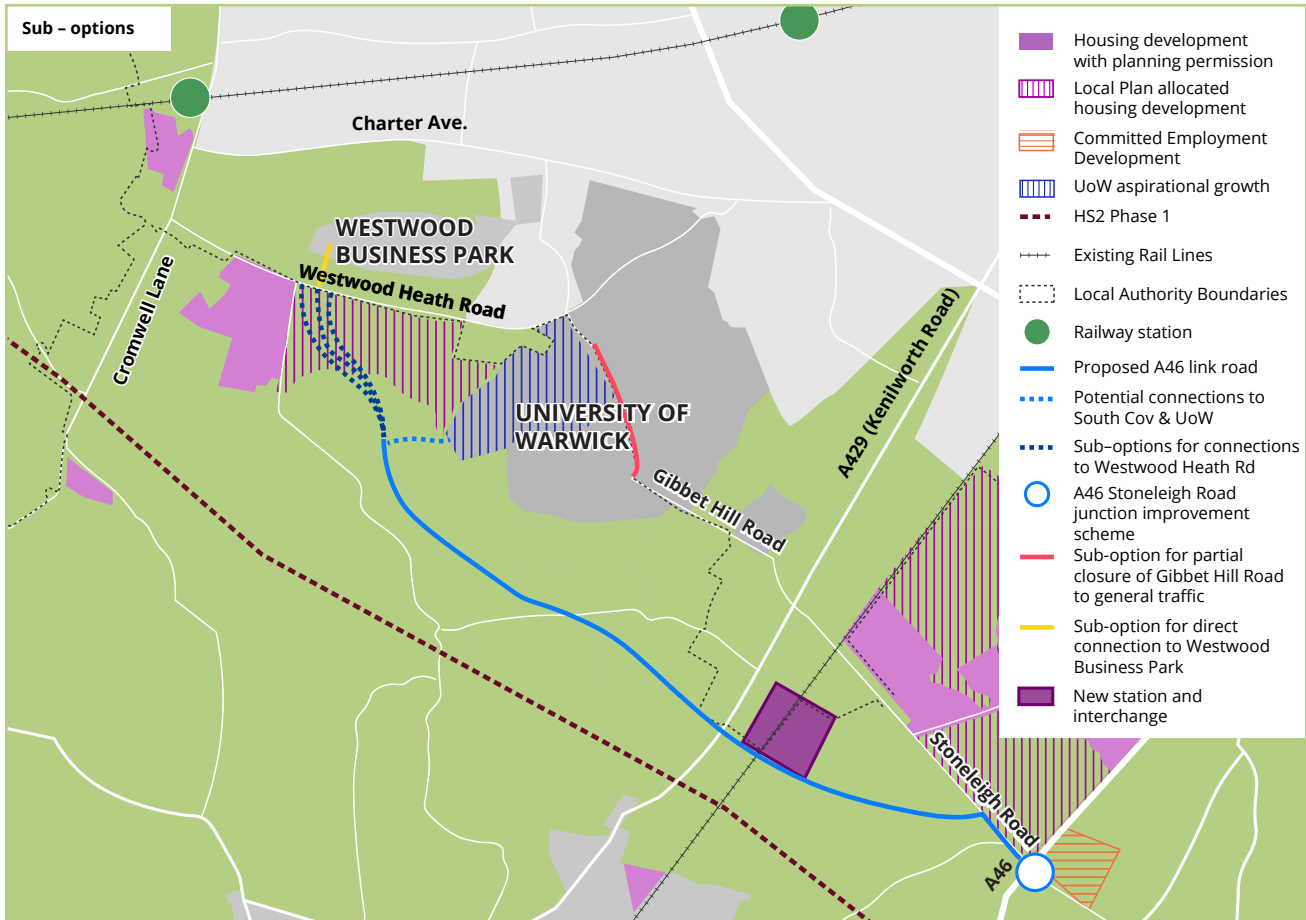 Sub – options
Charter Ave.
WESTWOOD
BUSINESS PARK
Westwood Heath Road
Cromwell Lane
UNIVERSITY OF
WARWICK
Gibbet Hill Road
A429 (Kenilworth Road)
Stoneleigh Road
A46
Housing development
with planning permission
Local Plan allocated
housing development
Committed Employment
Development
UoW aspirational growth
HS2 Phase 1
Existing Rail Lines
Local Authority Boundaries
Railway station
Proposed A46 link road
Potential connections to
South Cov & UoW
Sub–options for connections
to Westwood Heath Rd
A46 Stoneleigh Road
junction improvement
scheme
Sub-option for partial
closure of Gibbet Hill Road
to general traffic
Sub-option for direct
connection to Westwood
Business Park
New station and
interchange